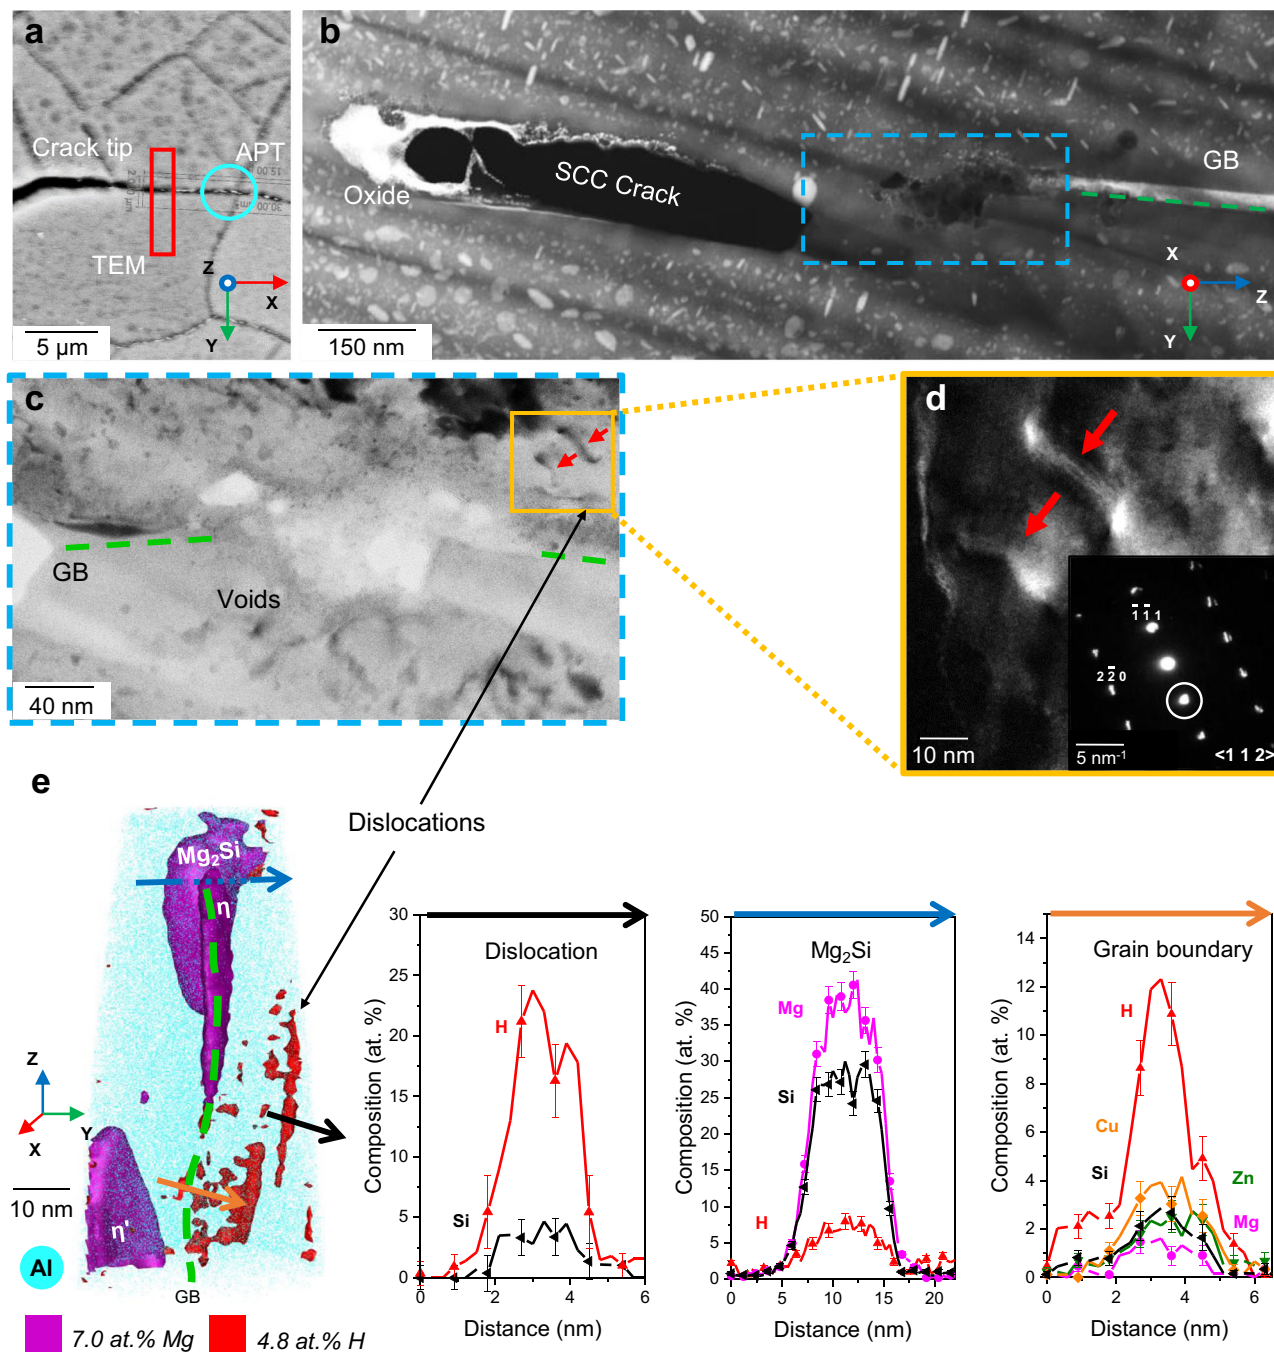 a
Crack tip
APT
15.00
30.00 µm
TEM
Z
X
Y
5 µm
b
Oxide
SCC Crack
GB
X
Z
Y
150 nm
c
GB
Voids
40 nm
d
1̅ 1̅ 1
2 2̅ 0
10 nm
5 nm⁻¹
<1 1 2>
e
Dislocations
Mg₂Si
η
η'
Z
Y
X
10 nm
Al
GB
7.0 at.% Mg
4.8 at.% H
Dislocation
H
Si
Composition (at. %)
30
25
20
15
10
5
0
0 2 4 6
Distance (nm)
Mg₂Si
Mg
Si
H
Composition (at. %)
50
45
40
35
30
25
20
15
10
5
0
0 5 10 15 20
Distance (nm)
Grain boundary
H
Cu
Si
Zn
Mg
Composition (at. %)
14
12
10
8
6
4
2
0
0 2 4 6
Distance (nm)